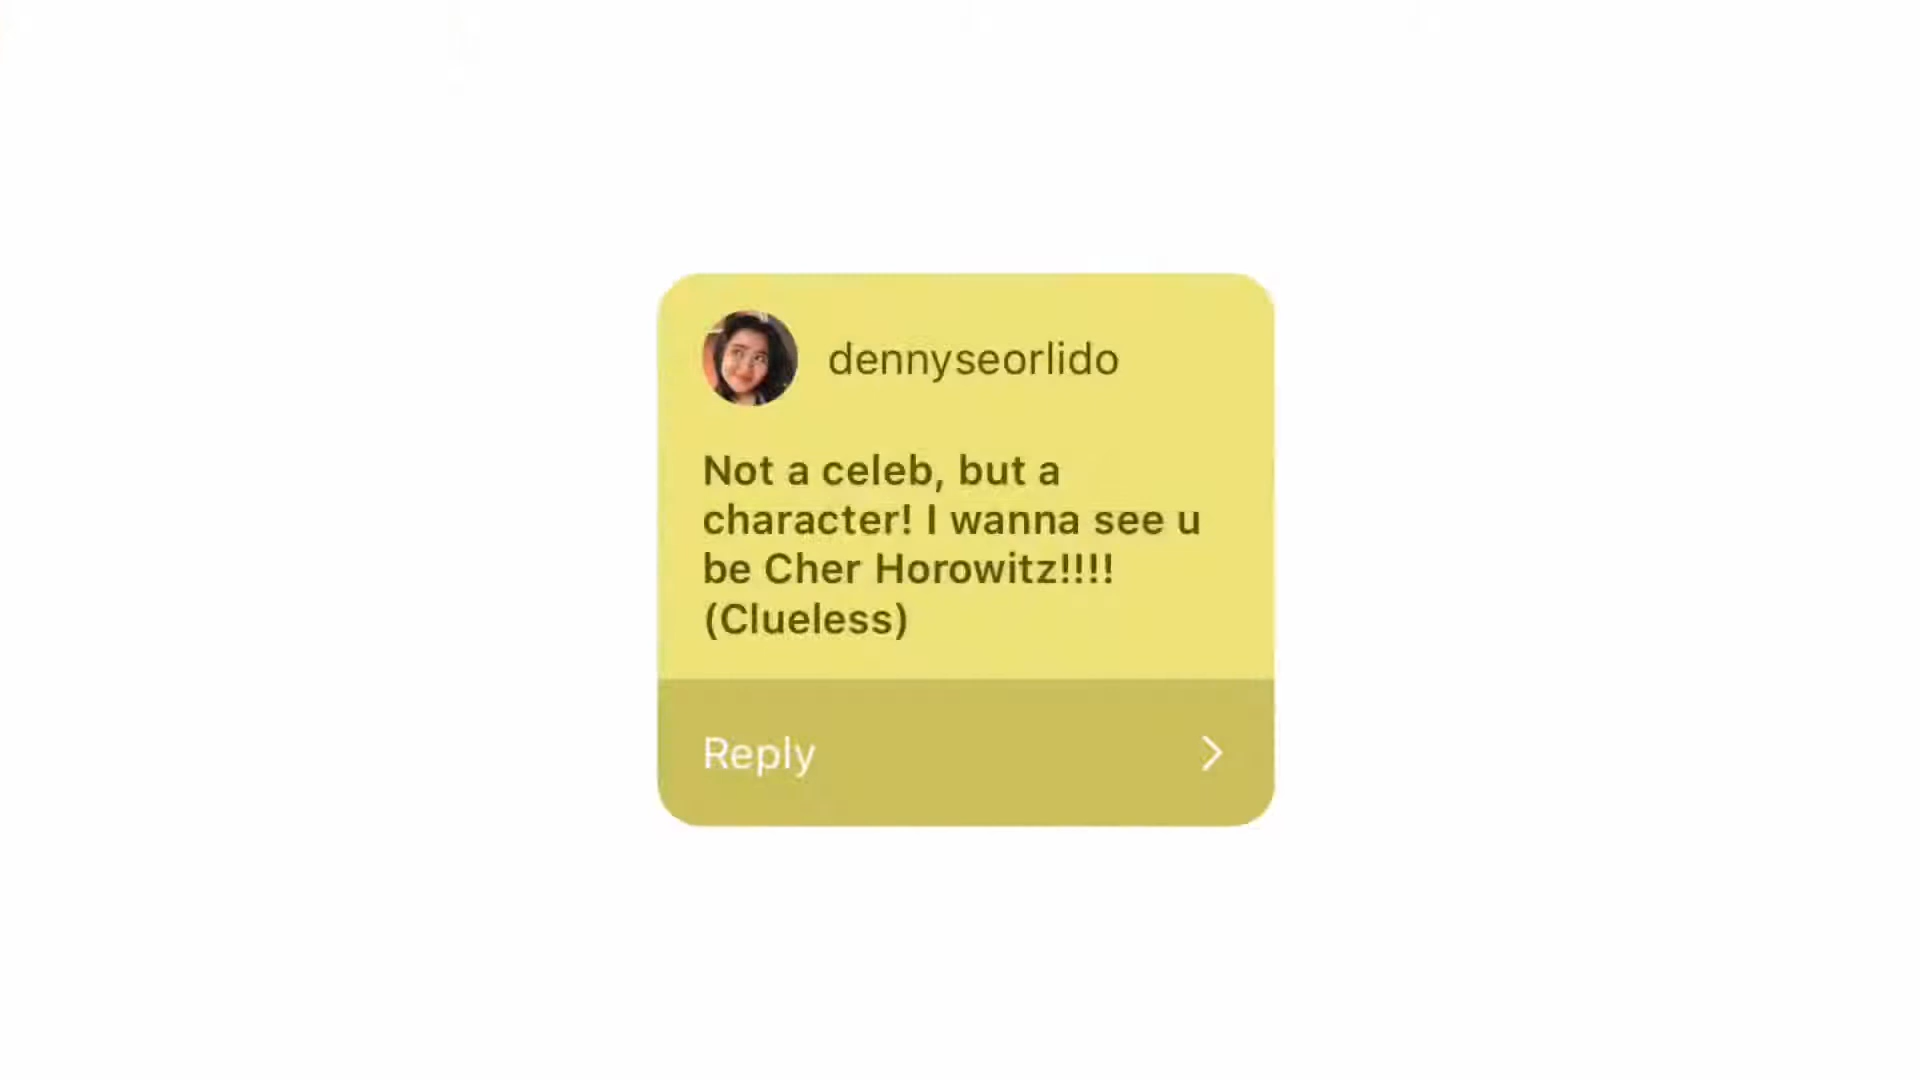 dennyseorlido
Not a celeb, but a
character! I wanna see u
be Cher Horowitz!!!!
(Clueless)
Reply